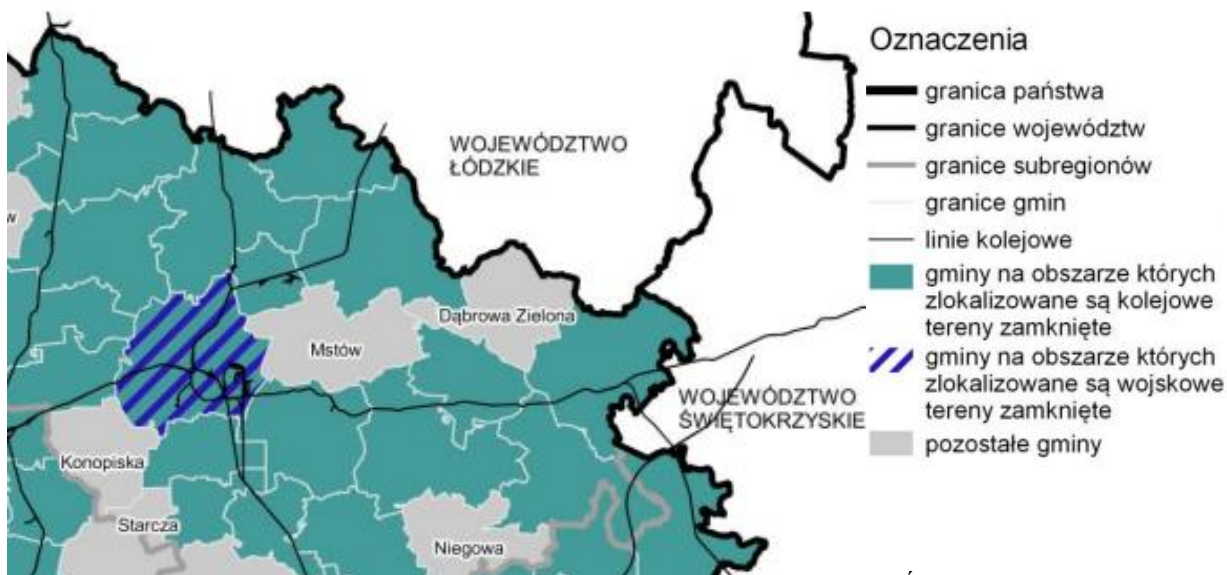 WOJEWÓDZTWO
ŁÓDZKIE
w
Dąbrowa Zielona
Mstów
WOJEWÓDZTWO
ŚWIĘTOKRZYSKIE
Konopiska
Starcza
Niegowa
Oznaczenia
granica państwa
granice województw
granice subregionów
granice gmin
linie kolejowe
gminy na obszarze których
zlokalizowane są kolejowe
tereny zamknięte
gminy na obszarze których
zlokalizowane są wojskowe
tereny zamknięte
pozostałe gminy